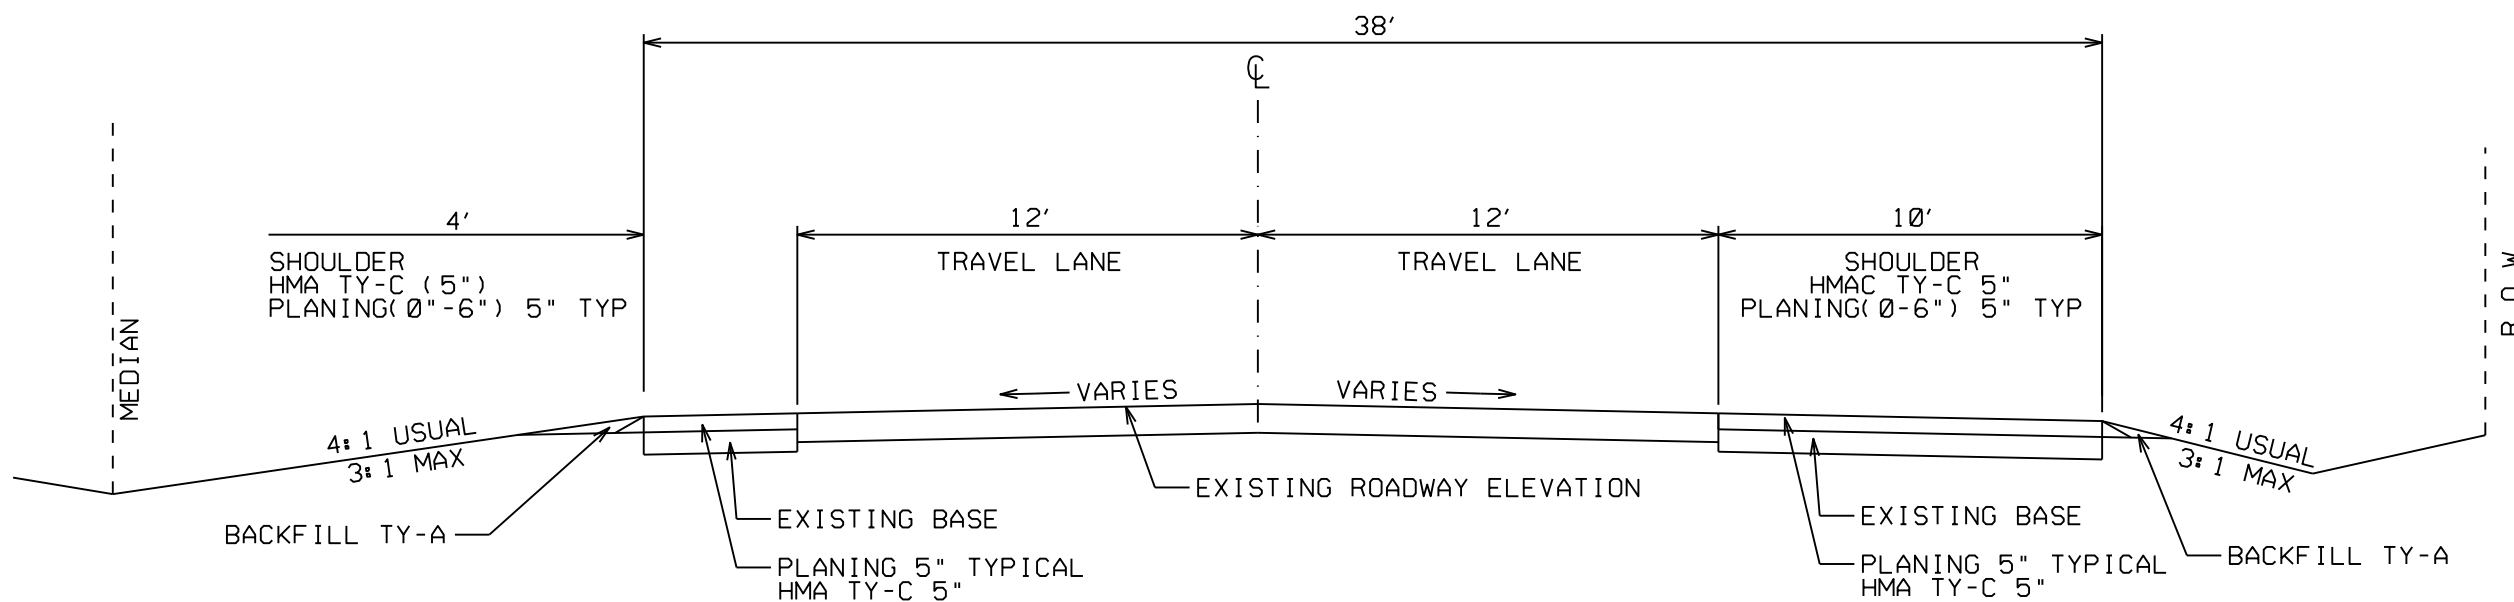 38'
℄
4'
12'
12'
10'
SHOULDER
HMA TY-C (5")
PLANING(0"-6") 5" TYP
TRAVEL LANE
TRAVEL LANE
SHOULDER
HMAC TY-C 5"
PLANING(0-6") 5" TYP
MEDIAN
R O W
VARIES
VARIES
4:1 USUAL
3:1 MAX
4:1 USUAL
3:1 MAX
EXISTING ROADWAY ELEVATION
BACKFILL TY-A
EXISTING BASE
PLANING 5" TYPICAL
HMA TY-C 5"
EXISTING BASE
PLANING 5" TYPICAL
HMA TY-C 5"
BACKFILL TY-A